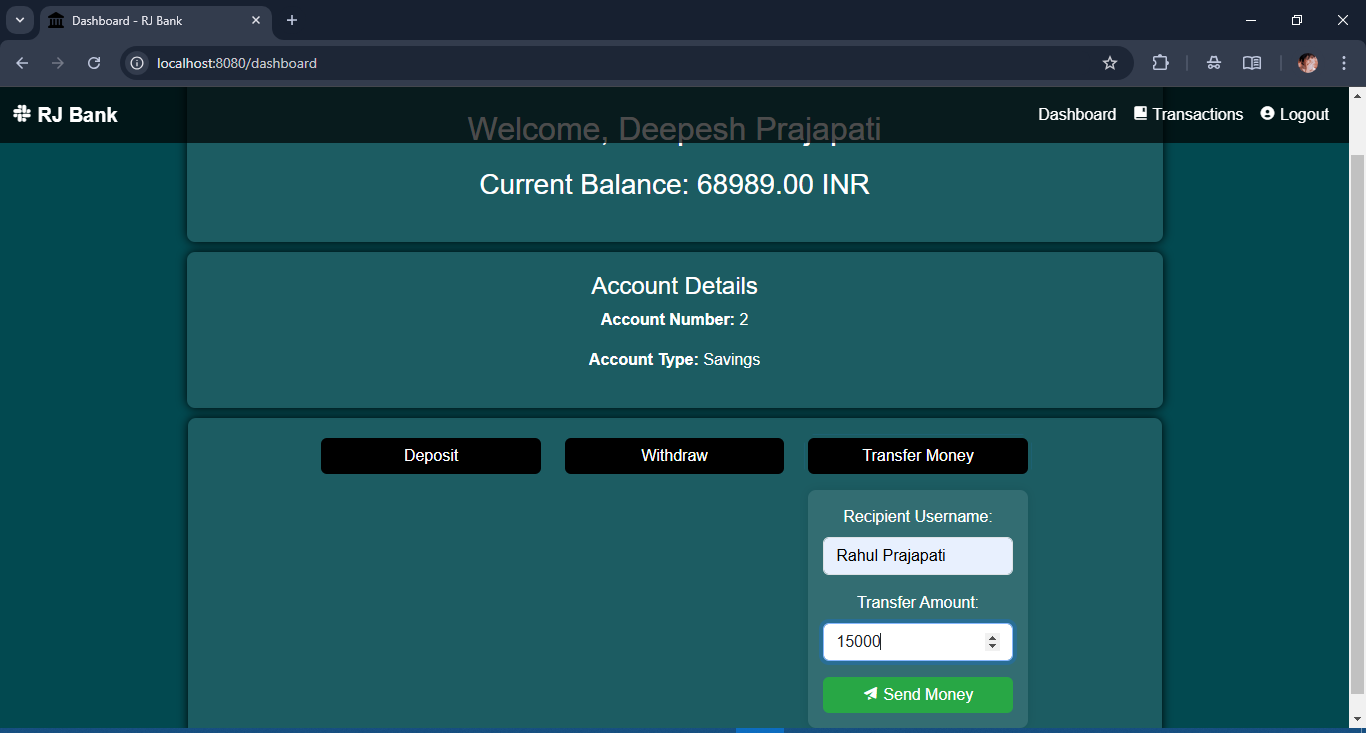 Dashboard - RJ Bank
localhost:8080/dashboard
RJ Bank
Dashboard
Transactions
Logout
Welcome, Deepesh Prajapati
Current Balance: 68989.00 INR
Account Details
Account Number: 2
Account Type: Savings
Deposit
Withdraw
Transfer Money
Recipient Username:
Rahul Prajapati
Transfer Amount:
15000
Send Money